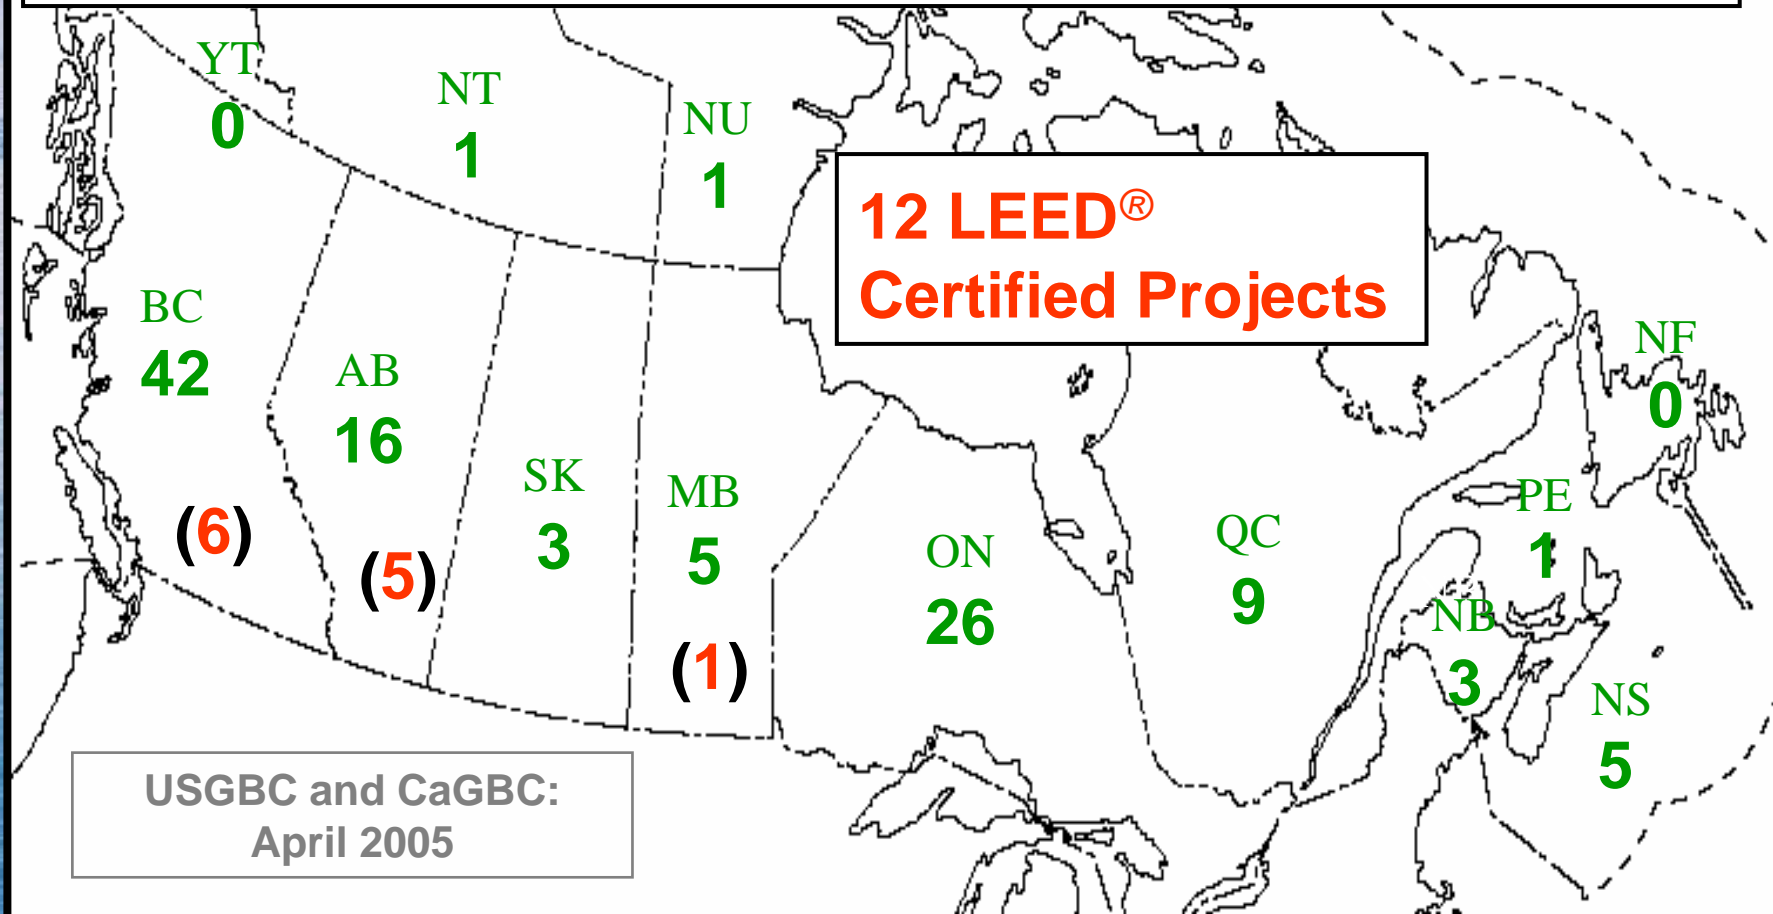 YT
0
NT
1
NU
1
12 LEED®
Certified Projects
BC
42
AB
16
NF
0
SK
3
MB
5
PE
1
(6)
(5)
ON
26
QC
9
NB
3
(1)
NS
5
USGBC and CaGBC:
April 2005